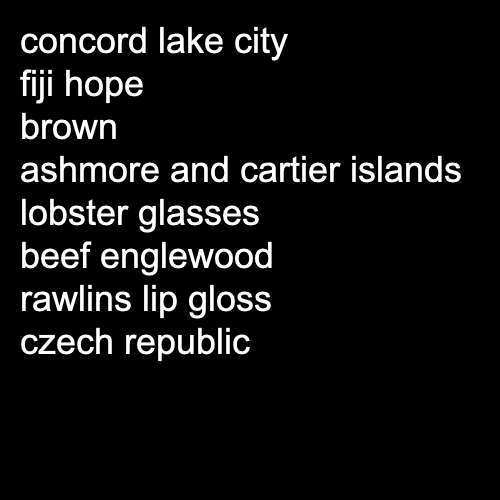 concord lake city
fiji hope
brown
ashmore and cartier islands
lobster glasses
beef englewood
rawlins lip gloss
czech republic